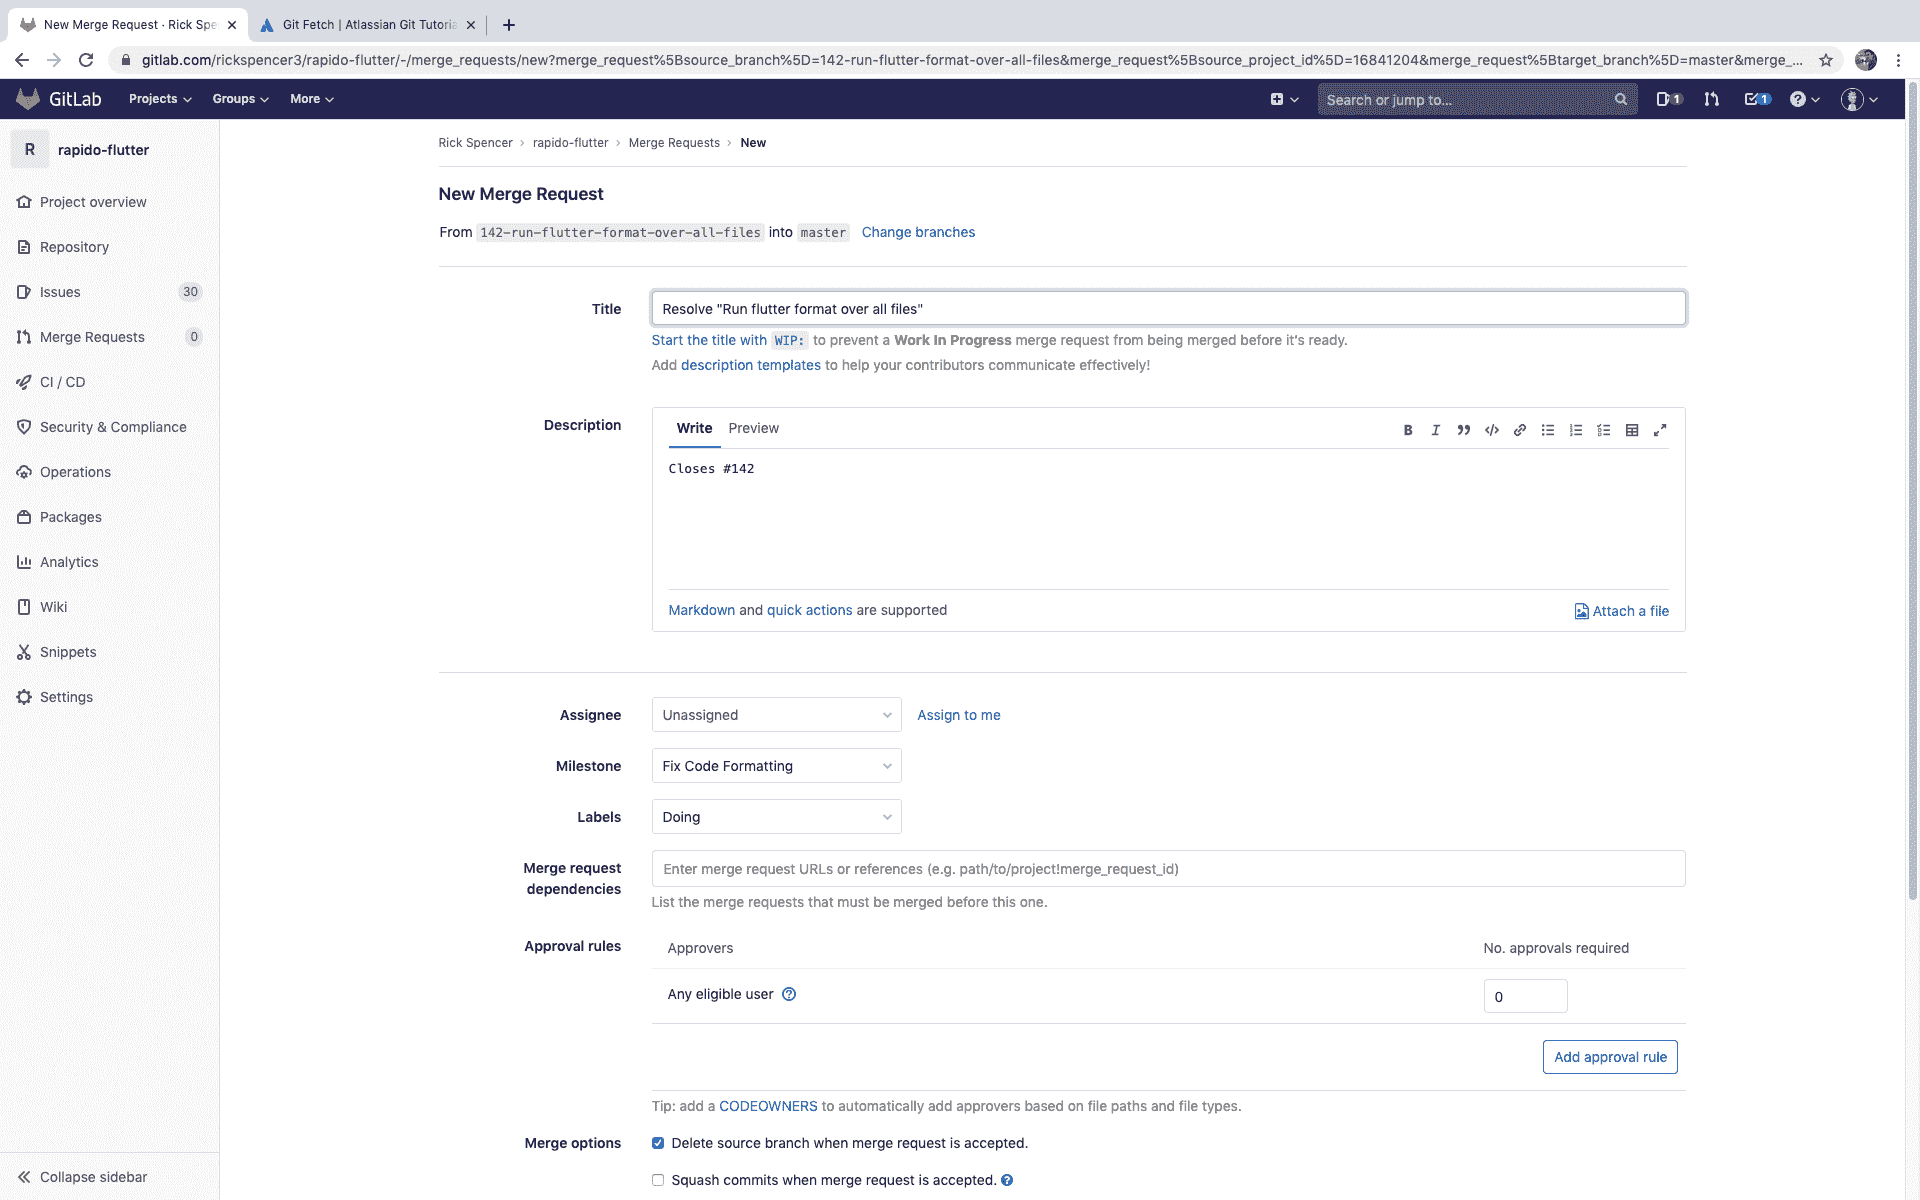 New Merge Request · Rick Spe
Git Fetch | Atlassian Git Tutoria
gitlab.com/rickspencer3/rapido-flutter/-/merge_requests/new?merge_request%5Bsource_branch%5D=142-run-flutter-format-over-all-files&merge_request%5Bsource_project_id%5D=16841204&merge_request%5Btarget_branch%5D=master&merge_...
GitLab Projects Groups More Search or jump to... 1 1
R rapido-flutter
Project overview
Repository
Issues 30
Merge Requests 0
CI / CD
Security & Compliance
Operations
Packages
Analytics
Wiki
Snippets
Settings
Collapse sidebar
Rick Spencer › rapido-flutter › Merge Requests › New
New Merge Request
From 142-run-flutter-format-over-all-files into master Change branches
Title Resolve "Run flutter format over all files"
Start the title with WIP: to prevent a Work In Progress merge request from being merged before it's ready.
Add description templates to help your contributors communicate effectively!
Description Write Preview
Closes #142
Markdown and quick actions are supported Attach a file
Assignee Unassigned Assign to me
Milestone Fix Code Formatting
Labels Doing
Merge request dependencies Enter merge request URLs or references (e.g. path/to/project!merge_request_id)
List the merge requests that must be merged before this one.
Approval rules Approvers No. approvals required
Any eligible user 0
Add approval rule
Tip: add a CODEOWNERS to automatically add approvers based on file paths and file types.
Merge options Delete source branch when merge request is accepted.
Squash commits when merge request is accepted.